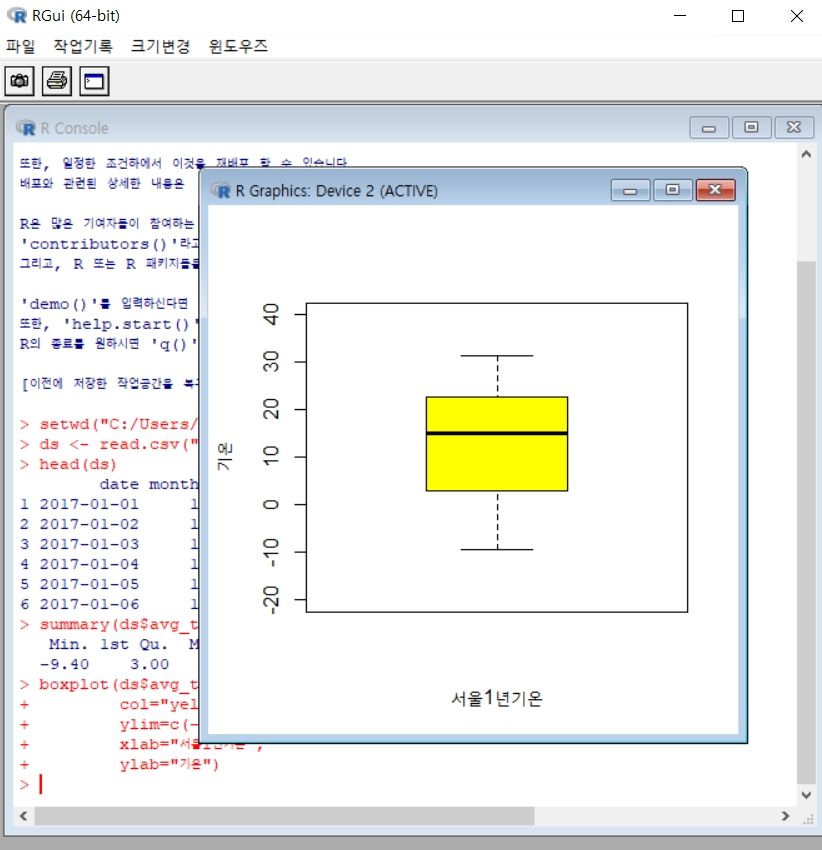 RGui (64-bit)
파일 작업기록 크기변경 윈도우즈
R Console
또한, 일정한 조건하에서 이것을 재배포 할 수 있습니다
배포와 관련된 상세한 내용은
R은 많은 기여자들이 참여하는
'contributors()'라고
그리고, R 또는 R 패키지들을
'demo()'를 입력하신다면
또한, 'help.start()'
R의 종료를 원하시면 'q()'
[이전에 저장한 작업공간을 복구
> setwd("C:/Users/
> ds <- read.csv("
> head(ds)
date month
1 2017-01-01 1
2 2017-01-02 1
3 2017-01-03 1
4 2017-01-04 1
5 2017-01-05 1
6 2017-01-06 1
> summary(ds$avg_t
Min. 1st Qu. M
-9.40 3.00
> boxplot(ds$avg_t
+ col="yel
+ ylim=c(-
+ xlab="서울1년기온",
+ ylab="기온")
>
R Graphics: Device 2 (ACTIVE)
40
30
20
10
0
-10
-20
기온
서울1년기온